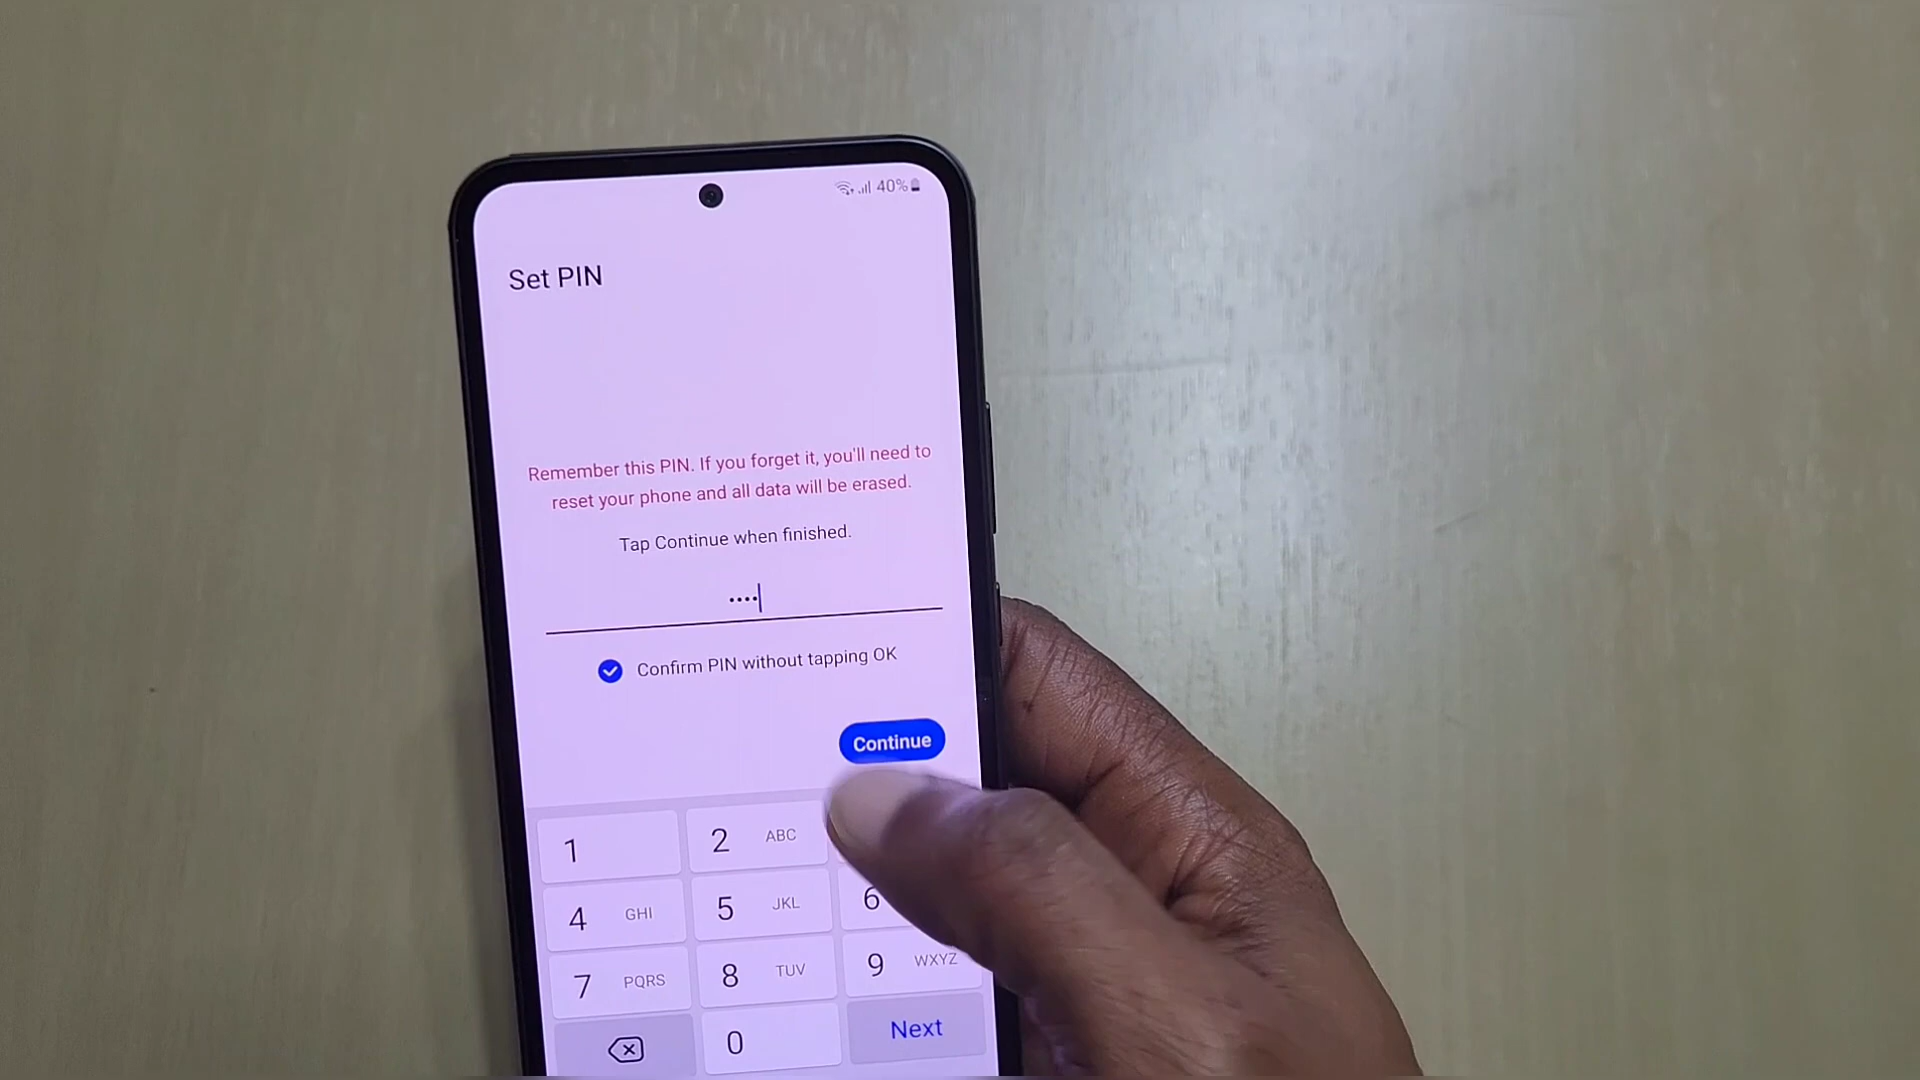 40%
Set PIN
Remember this PIN. If you forget it, you'll need to
reset your phone and all data will be erased.
Tap Continue when finished.
••••
Confirm PIN without tapping OK
Continue
1
2 ABC
4 GHI
5 JKL
6
7 PQRS
8 TUV
9 WXYZ
0
Next